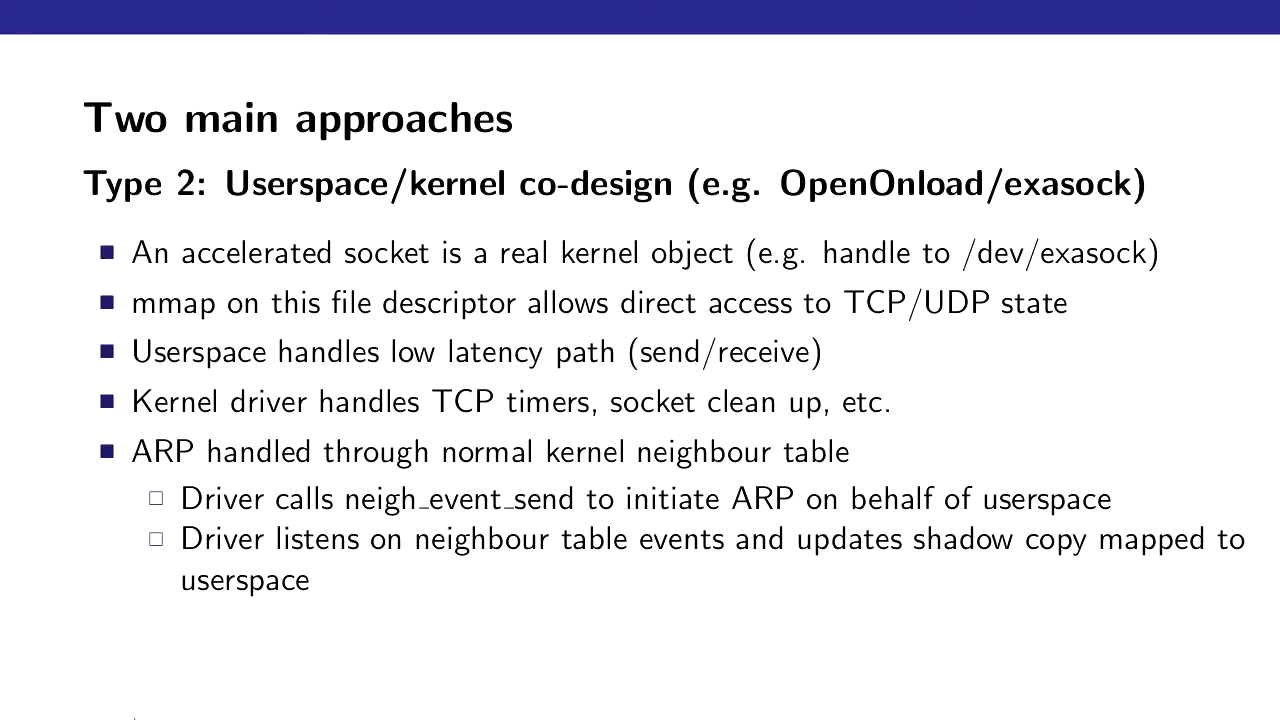 Two main approaches
Type 2: Userspace/kernel co-design (e.g. OpenOnload/exasock)
An accelerated socket is a real kernel object (e.g. handle to /dev/exasock)
mmap on this file descriptor allows direct access to TCP/UDP state
Userspace handles low latency path (send/receive)
Kernel driver handles TCP timers, socket clean up, etc.
ARP handled through normal kernel neighbour table
Driver calls neigh_event_send to initiate ARP on behalf of userspace
Driver listens on neighbour table events and updates shadow copy mapped to
userspace